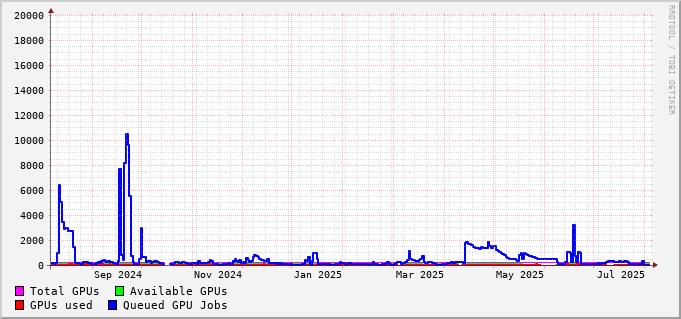 20000
18000
16000
14000
12000
10000
8000
6000
4000
2000
0
Sep 2024 Nov 2024 Jan 2025 Mar 2025 May 2025 Jul 2025
Total GPUs Available GPUs
GPUs used Queued GPU Jobs
RRDTOOL / TOBI OETIKER